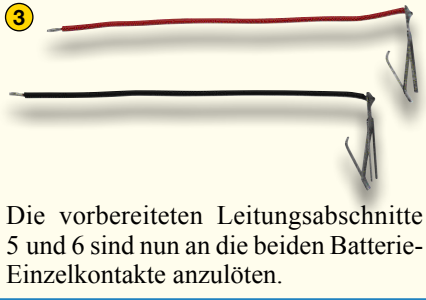 3
Die vorbereiteten Leitungsabschnitte
5 und 6 sind nun an die beiden Batterie-
Einzelkontakte anzulöten.